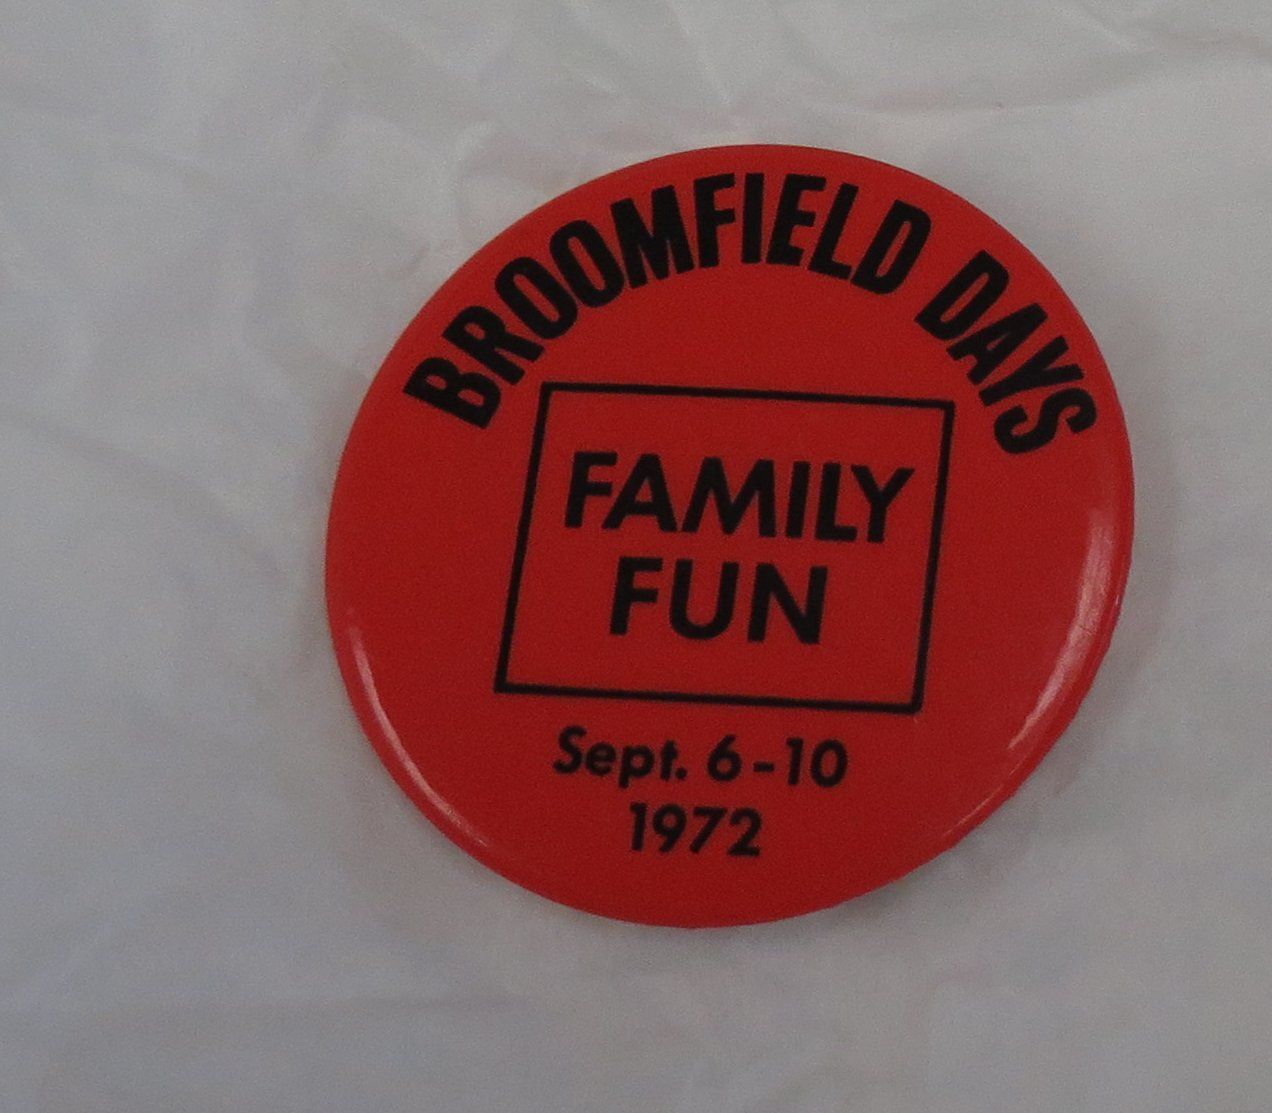 BROOMFIELD DAYS
FAMILY
FUN
Sept. 6-10
1972